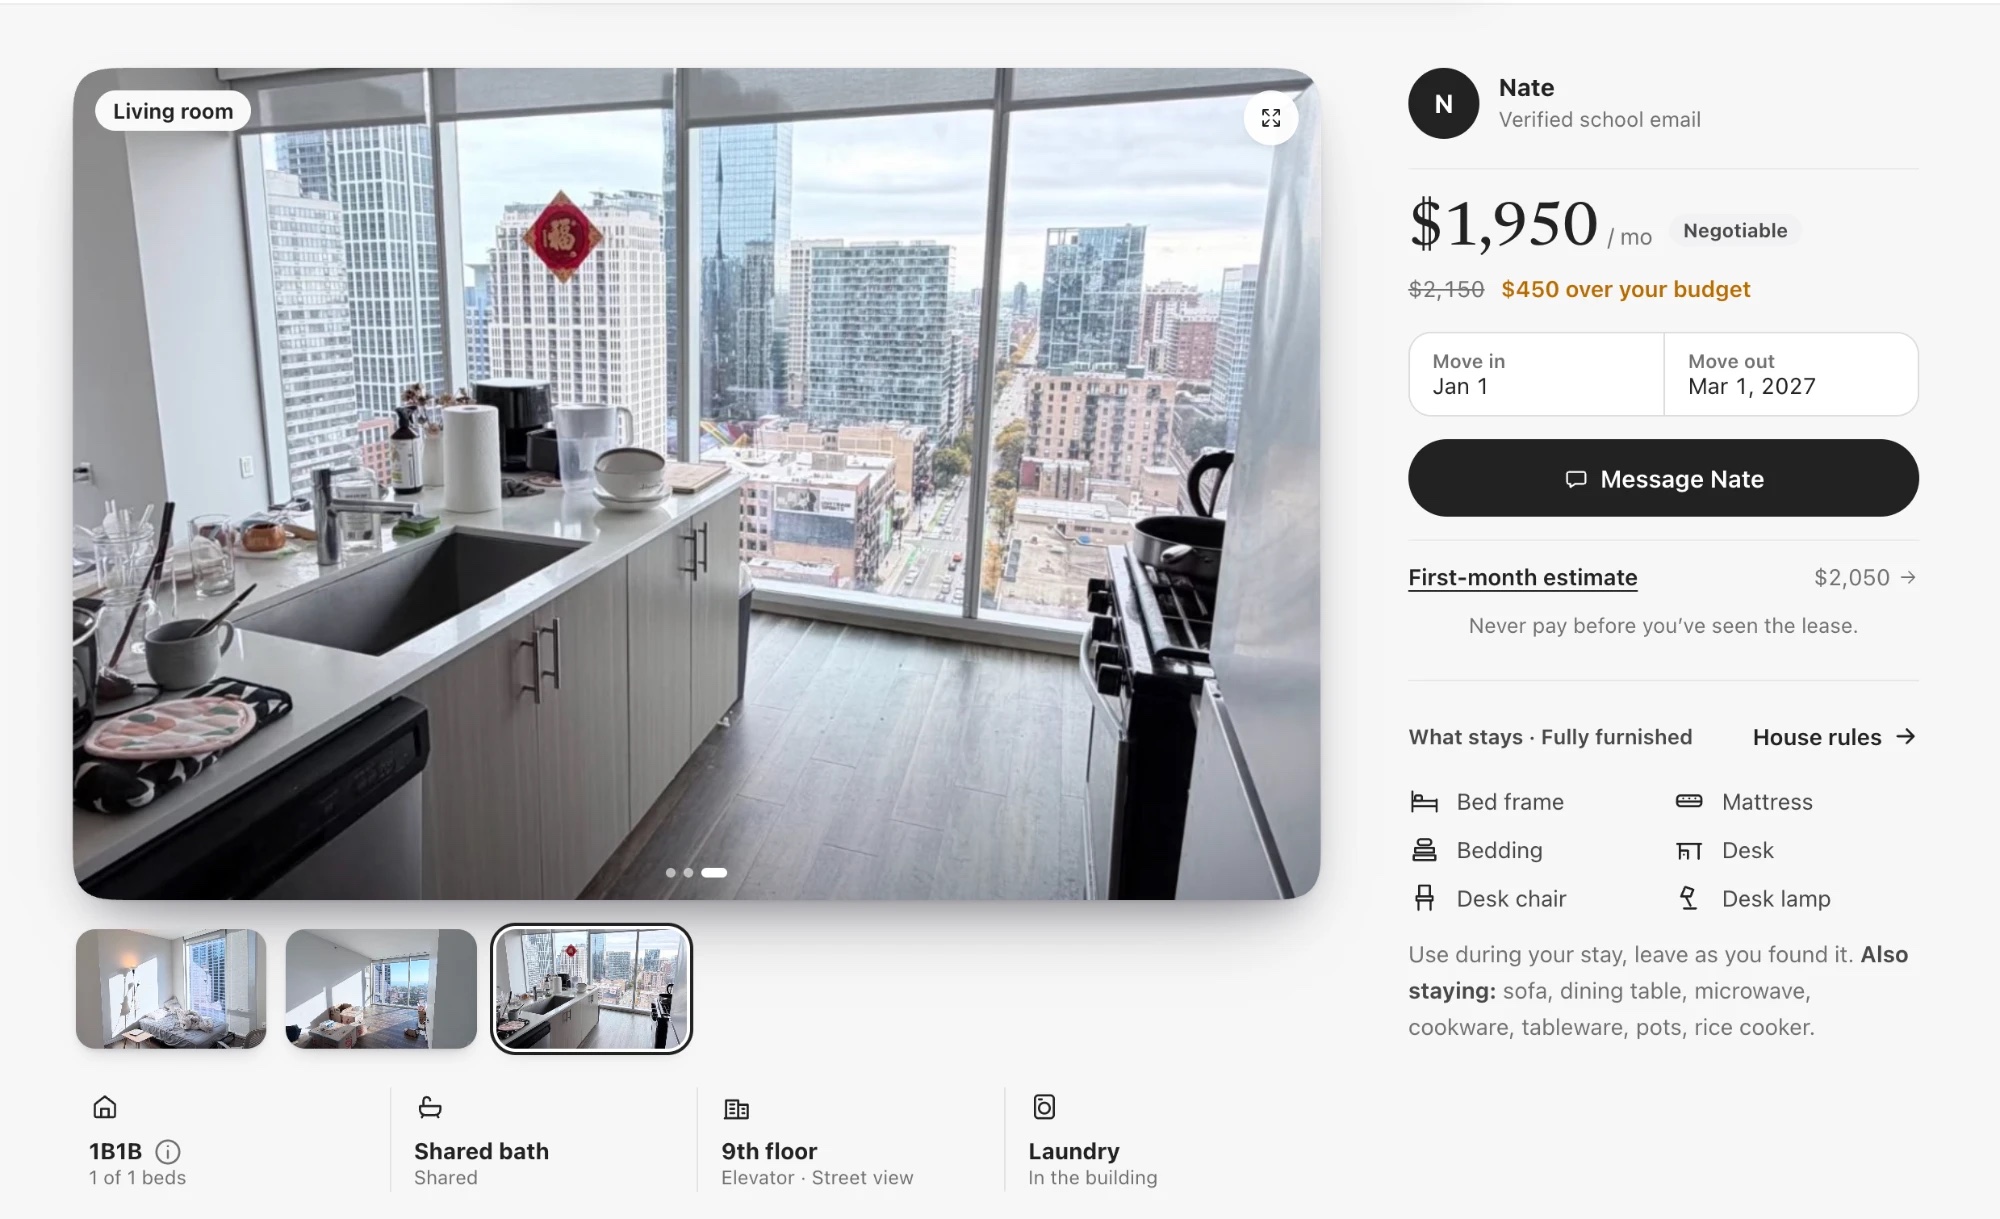 Living room
福
N
Nate
Verified school email
$1,950 / mo Negotiable
$2,150 $450 over your budget
Move in
Jan 1
Move out
Mar 1, 2027
Message Nate
First-month estimate $2,050 →
Never pay before you’ve seen the lease.
What stays · Fully furnished House rules →
Bed frame Mattress
Bedding Desk
Desk chair Desk lamp
Use during your stay, leave as you found it. Also
staying: sofa, dining table, microwave,
cookware, tableware, pots, rice cooker.
1B1B
1 of 1 beds
Shared bath
Shared
9th floor
Elevator · Street view
Laundry
In the building